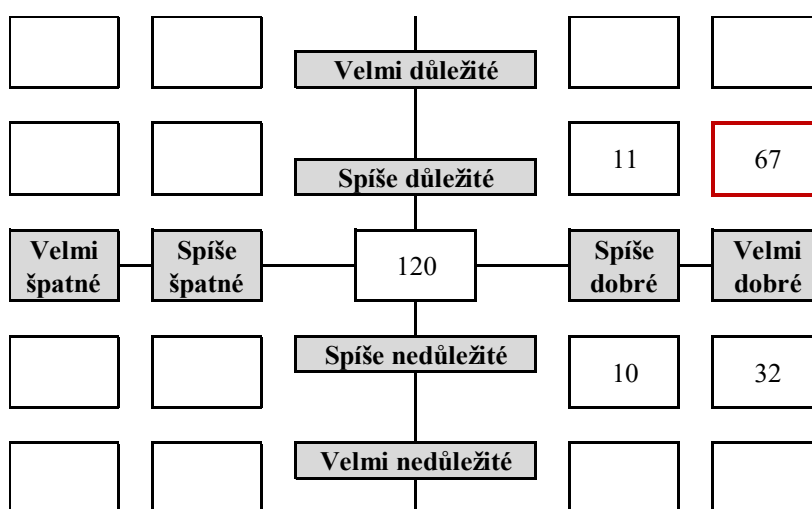 Velmi důležité
11
67
Spíše důležité
Velmi
špatné
Spíše
špatné
120
Spíše
dobré
Velmi
dobré
Spíše nedůležité
10
32
Velmi nedůležité